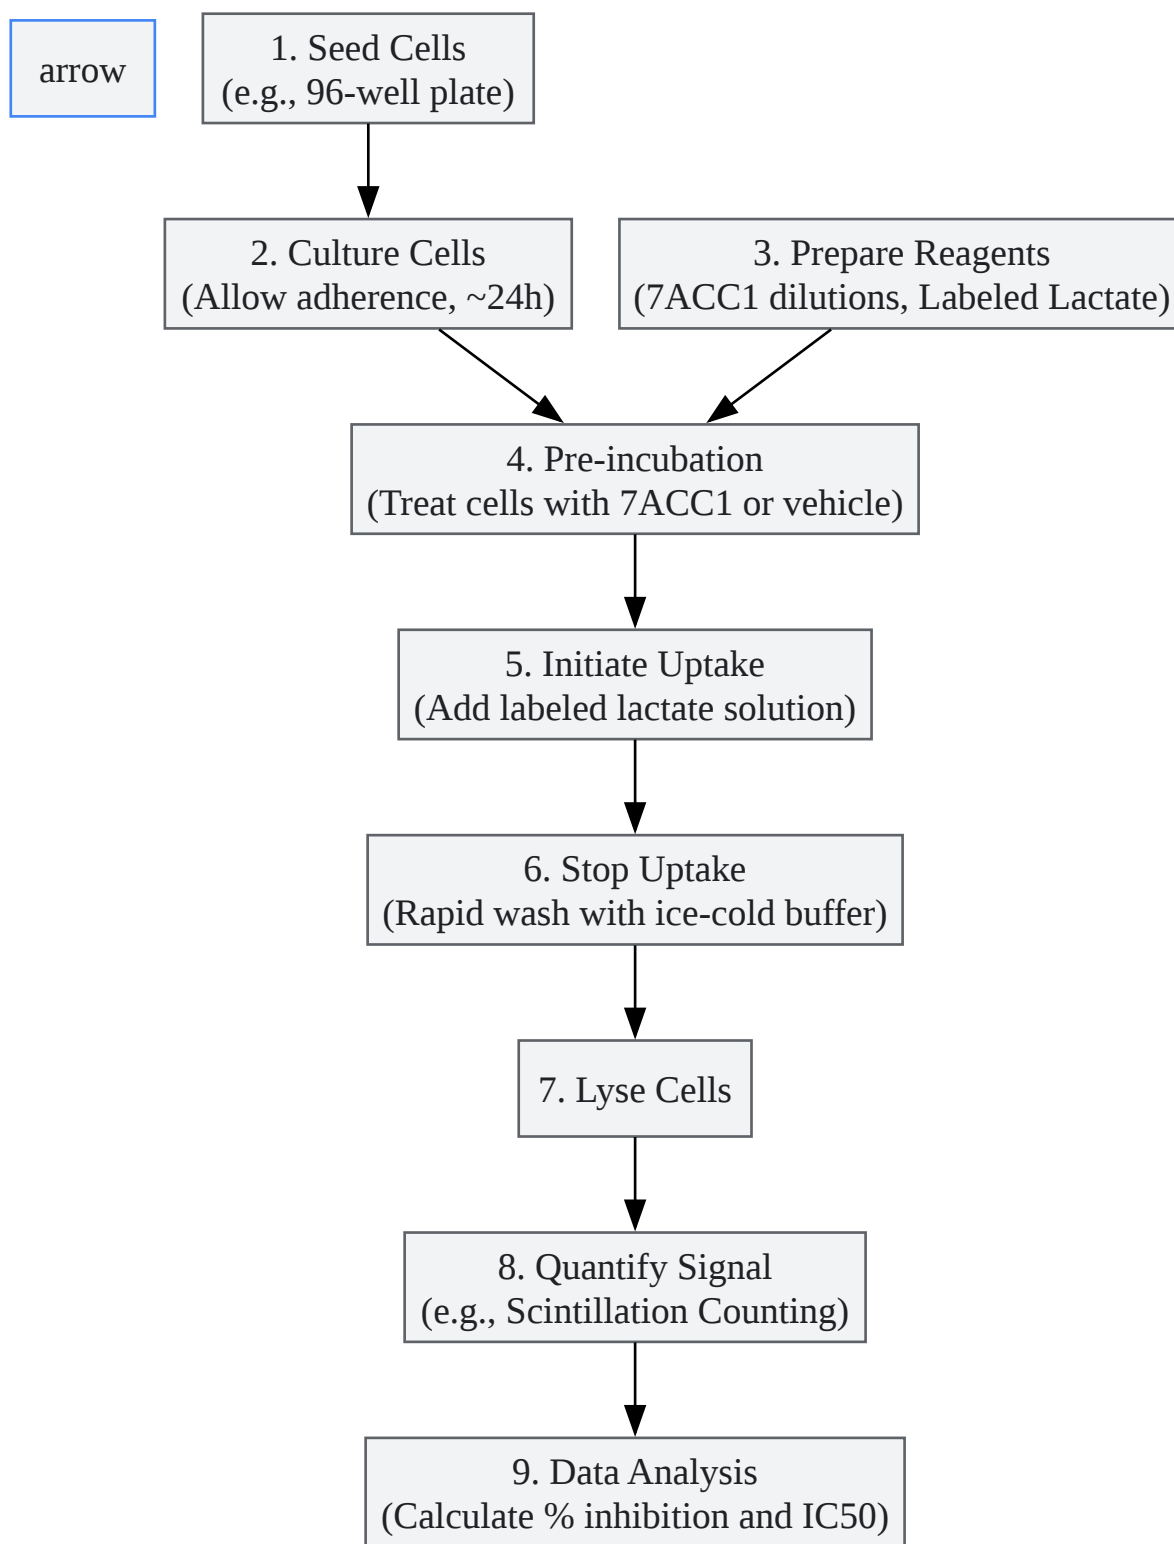 arrow
1. Seed Cells
(e.g., 96-well plate)
2. Culture Cells
(Allow adherence, ~24h)
3. Prepare Reagents
(7ACC1 dilutions, Labeled Lactate)
4. Pre-incubation
(Treat cells with 7ACC1 or vehicle)
5. Initiate Uptake
(Add labeled lactate solution)
6. Stop Uptake
(Rapid wash with ice-cold buffer)
7. Lyse Cells
8. Quantify Signal
(e.g., Scintillation Counting)
9. Data Analysis
(Calculate % inhibition and IC50)